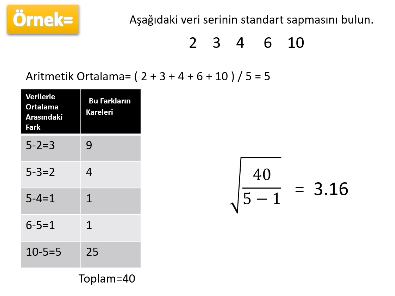 Örnek=
Aşağıdaki veri serinin standart sapmasını bulun.
2 3 4 6 10
Aritmetik Ortalama= ( 2 + 3 + 4 + 6 + 10 ) / 5 = 5
Verilerle Ortalama Arasındaki Fark Bu Farkların Kareleri
5-2=3 9
5-3=2 4
5-4=1 1
6-5=1 1
10-5=5 25
Toplam=40
√(40 / (5 − 1)) = 3.16